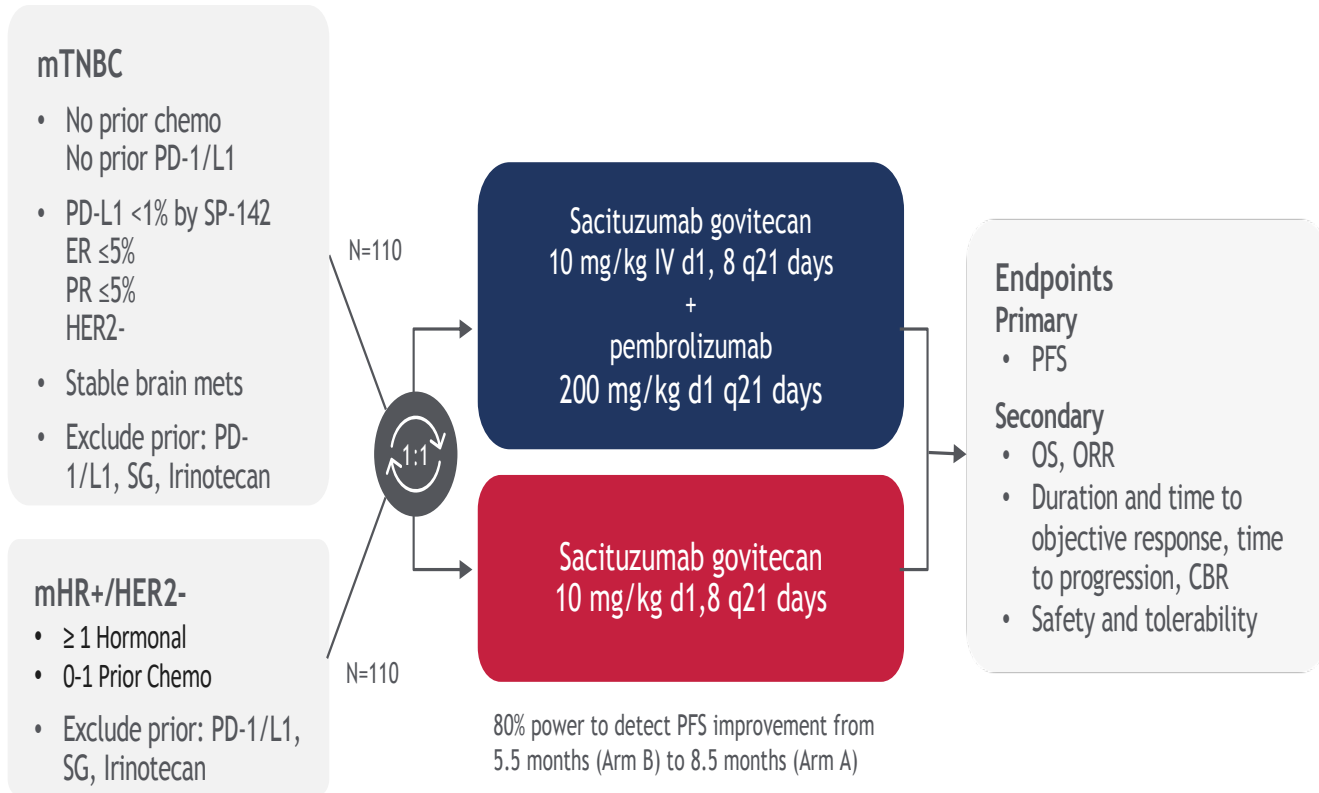 mTNBC
• No prior chemo
No prior PD-1/L1
• PD-L1 <1% by SP-142
ER ≤5%
PR ≤5%
HER2-
• Stable brain mets
• Exclude prior: PD-
1/L1, SG, Irinotecan
mHR+/HER2-
• ≥ 1 Hormonal
• 0-1 Prior Chemo
• Exclude prior: PD-1/L1,
SG, Irinotecan
N=110
N=110
1:1
Sacituzumab govitecan
10 mg/kg IV d1, 8 q21 days
+
pembrolizumab
200 mg/kg d1 q21 days
Sacituzumab govitecan
10 mg/kg d1,8 q21 days
80% power to detect PFS improvement from
5.5 months (Arm B) to 8.5 months (Arm A)
Endpoints
Primary
• PFS
Secondary
• OS, ORR
• Duration and time to
objective response, time
to progression, CBR
• Safety and tolerability